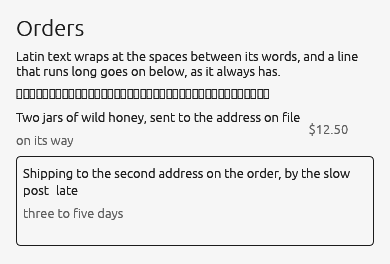 Orders
Latin text wraps at the spaces between its words, and a line
that runs long goes on below, as it always has.
Two jars of wild honey, sent to the address on file
$12.50
on its way
Shipping to the second address on the order, by the slow
post late
three to five days